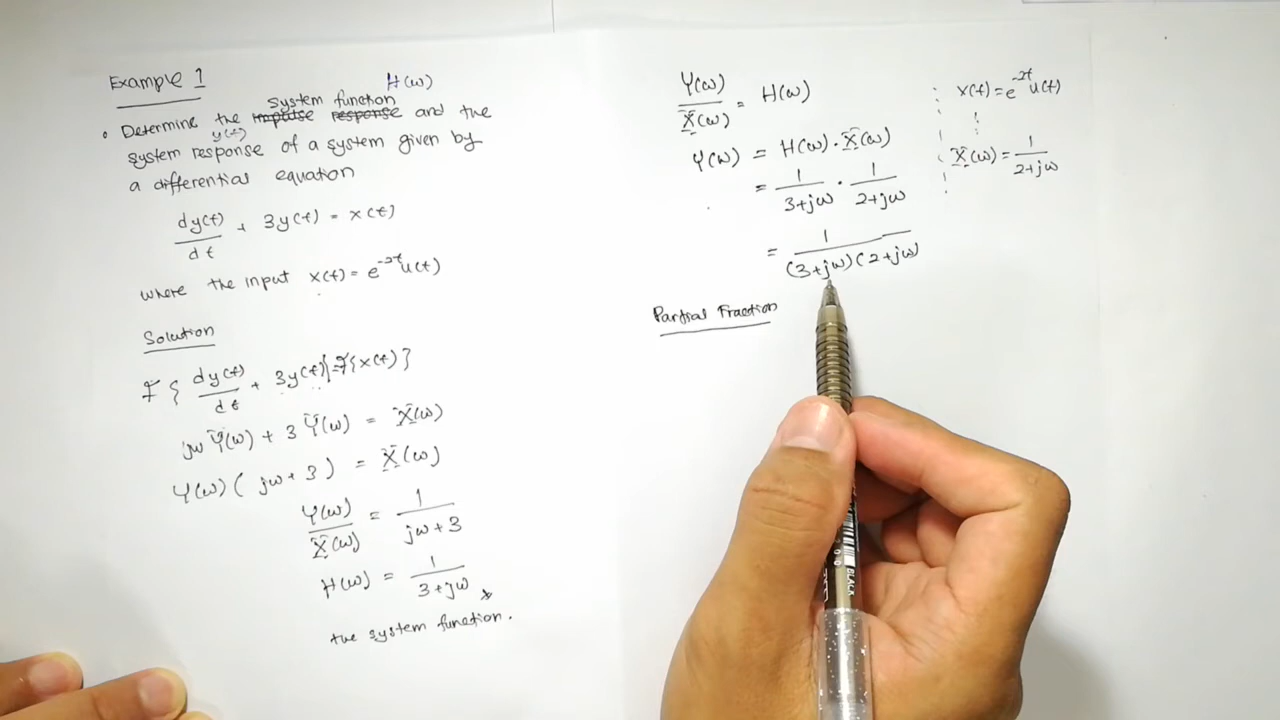 Example 1
H(ω)
system function
• Determine the impulse response and the
y(t)
system response of a system given by
a differential equation
dy(t)/dt + 3y(t) = x(t)
where the input x(t) = e^-2t u(t)
Solution
ℱ{ dy(t)/dt + 3y(t)} = ℱ{x(t)}
jω Y(ω) + 3 Y(ω) = X(ω)
Y(ω)( jω + 3 ) = X(ω)
Y(ω)/X(ω) = 1/jω + 3
H(ω) = 1/3+jω
the system function.
Y(ω)/X(ω) = H(ω)
Y(ω) = H(ω) · X(ω)
= 1/3+jω · 1/2+jω
= 1/(3+jω)(2+jω)
x(t) = e^-2t u(t)
X(ω) = 1/2+jω
Partial Fraction
BLACK